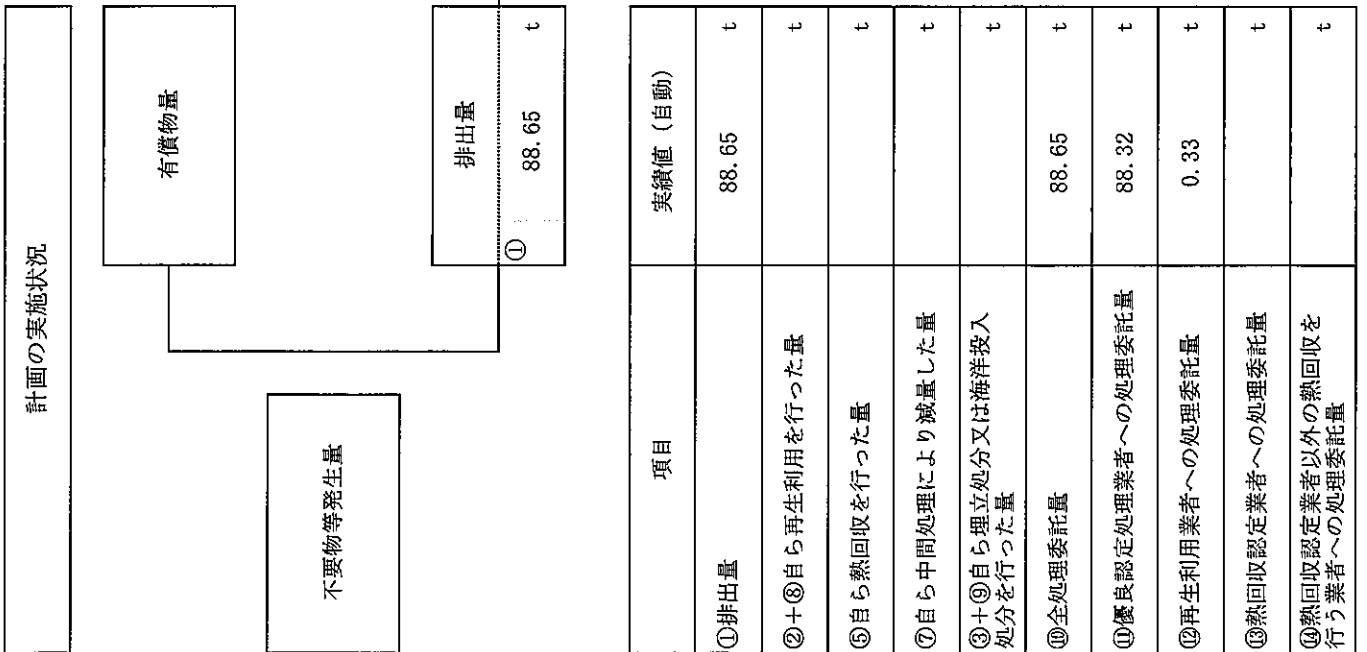 計画の実施状況
不要物等発生量
有償物量
排出量
① 88.65 t
項目 実績値（自動）
①排出量 88.65 t
②＋⑧自ら再生利用を行った量 t
⑤自ら熱回収を行った量 t
⑦自ら中間処理により減量した量 t
③＋⑨自ら埋立処分又は海洋投入
処分を行った量 t
⑩全処理委託量 88.65 t
⑪優良認定処理業者への処理委託量 88.32 t
⑫再生利用業者への処理委託量 0.33 t
⑬熱回収認定業者への処理委託量 t
⑭熱回収認定業者以外の熱回収を
行う業者への処理委託量 t